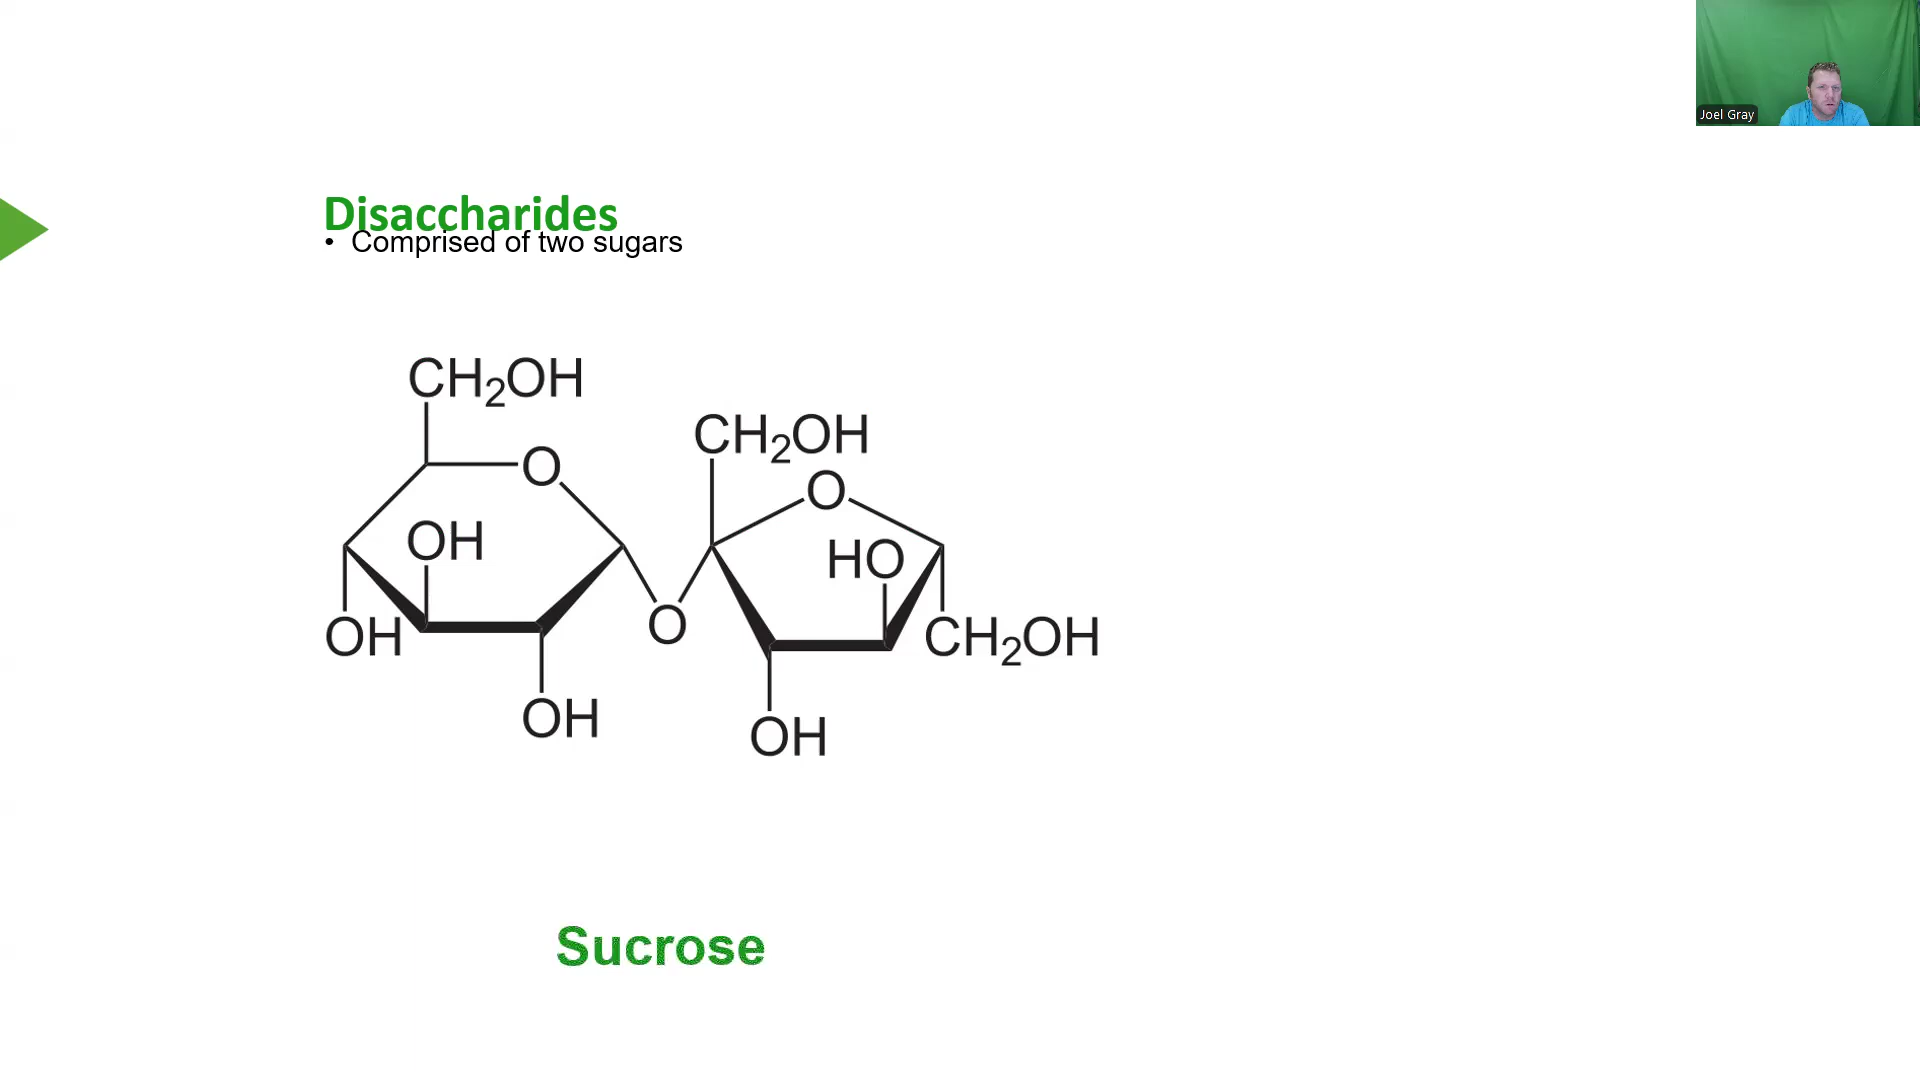 Joel Gray
Disaccharides
• Comprised of two sugars
CH2OH
CH2OH
O
O
OH
HO
OH
O
CH2OH
OH
OH
Sucrose